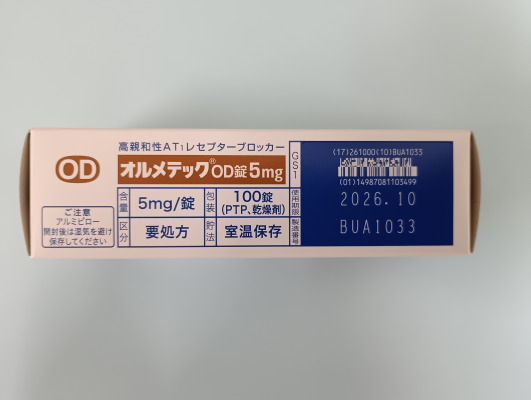 OD
ご注意
アルミピロー
開封後は湿気を避け
保存してください
高親和性AT₁レセプターブロッカー
オルメテック®OD錠5mg
含量
5mg/錠
包装
100錠
(PTP、乾燥剤)
区分
要処方
貯法
室温保存
GS1
使用期限
製造番号
(17)261000(10)BUA1033
(01)14987081103499
2026.10
BUA1033